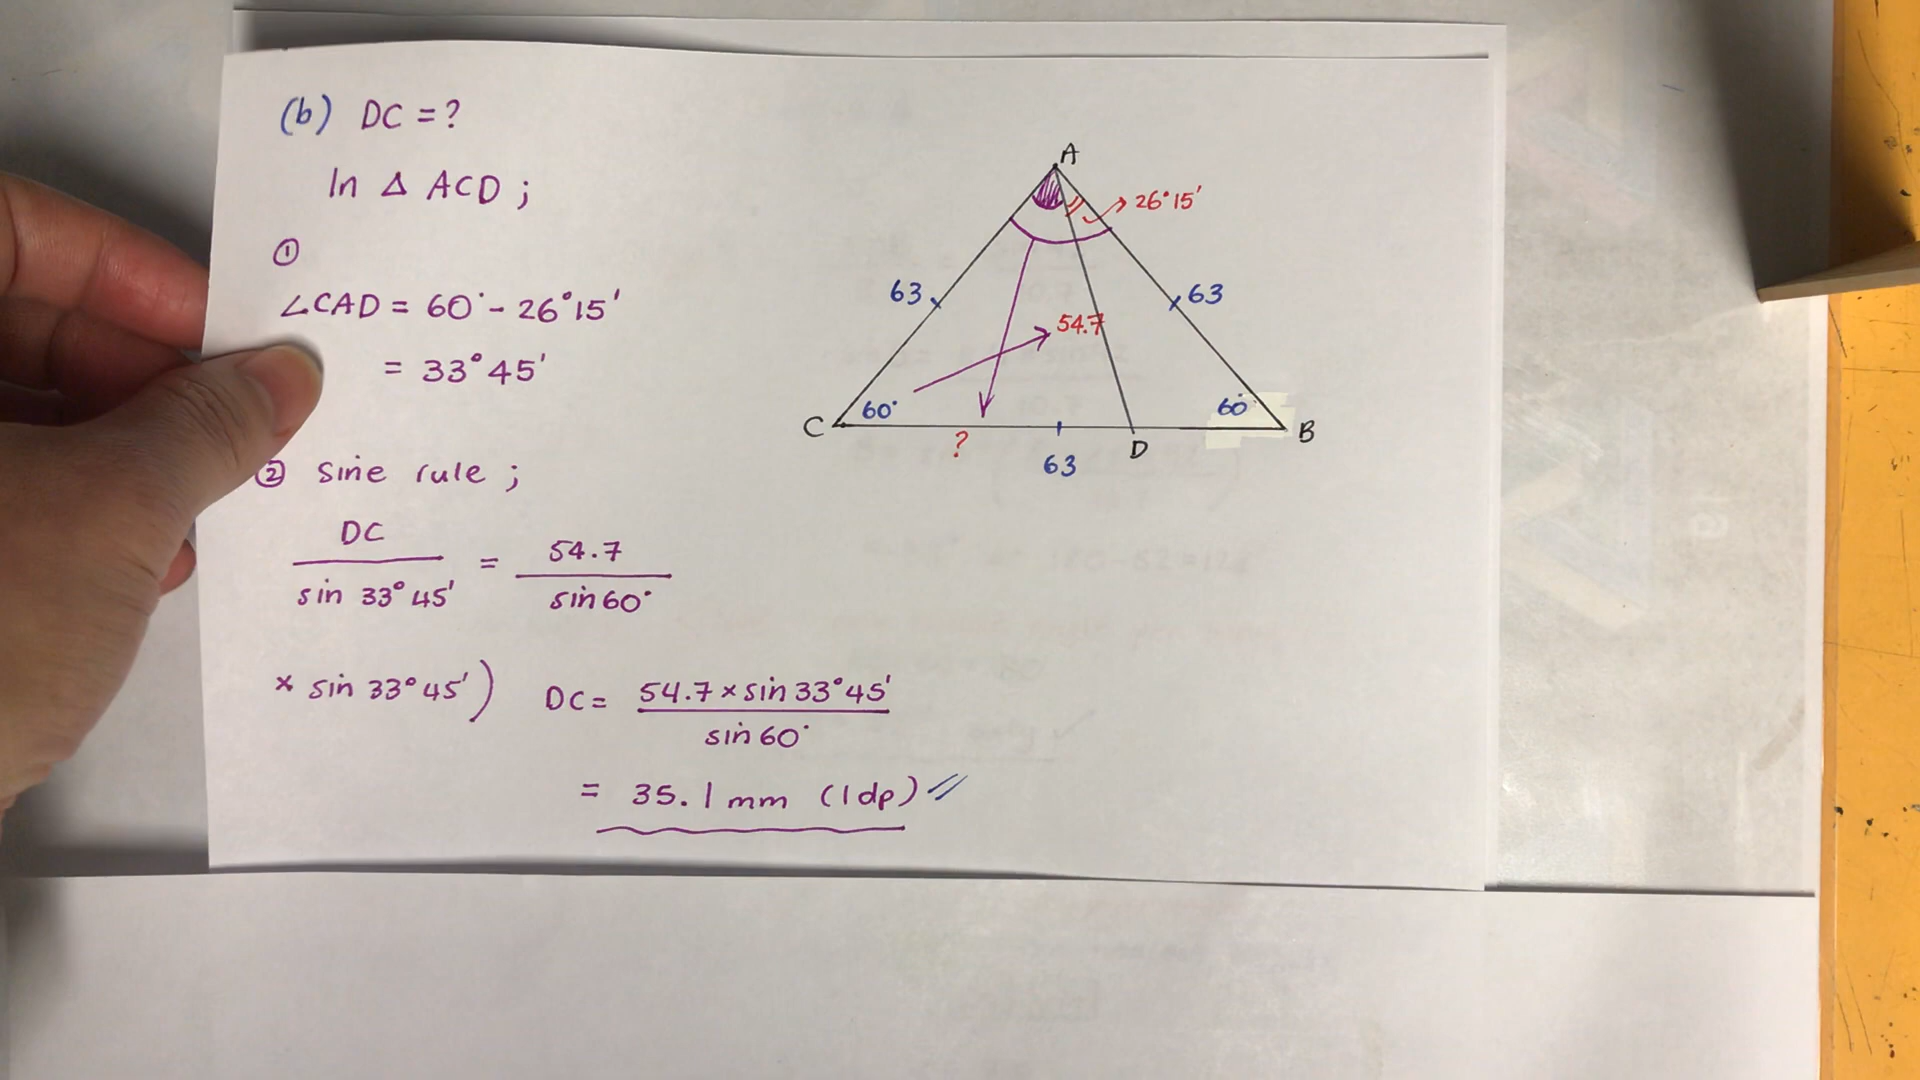 (b) DC = ?
In Δ ACD ;
①
∠CAD = 60° - 26°15'
= 33°45'
② sine rule ;
DC / sin 33°45' = 54.7 / sin 60°
× sin 33°45' ) DC = 54.7 × sin 33°45' / sin 60°
= 35.1 mm (1dp)
A
26°15'
63
63
54.7
60°
60°
C
?
63
D
B